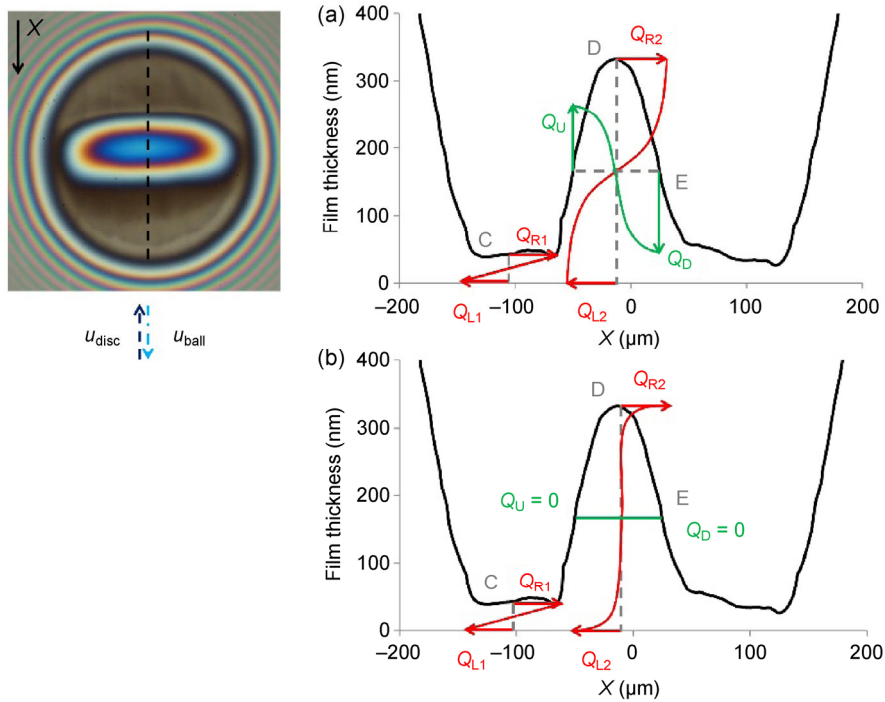 X
u_disc
u_ball
(a)
400
300
200
100
0
Film thickness (nm)
D
Q_R2
Q_U
E
C
Q_R1
Q_D
Q_L1
Q_L2
–200
–100
0
100
200
X (µm)
(b)
400
300
200
100
0
Film thickness (nm)
D
Q_R2
E
Q_U = 0
Q_D = 0
C
Q_R1
Q_L1
Q_L2
–200
–100
0
100
200
X (µm)